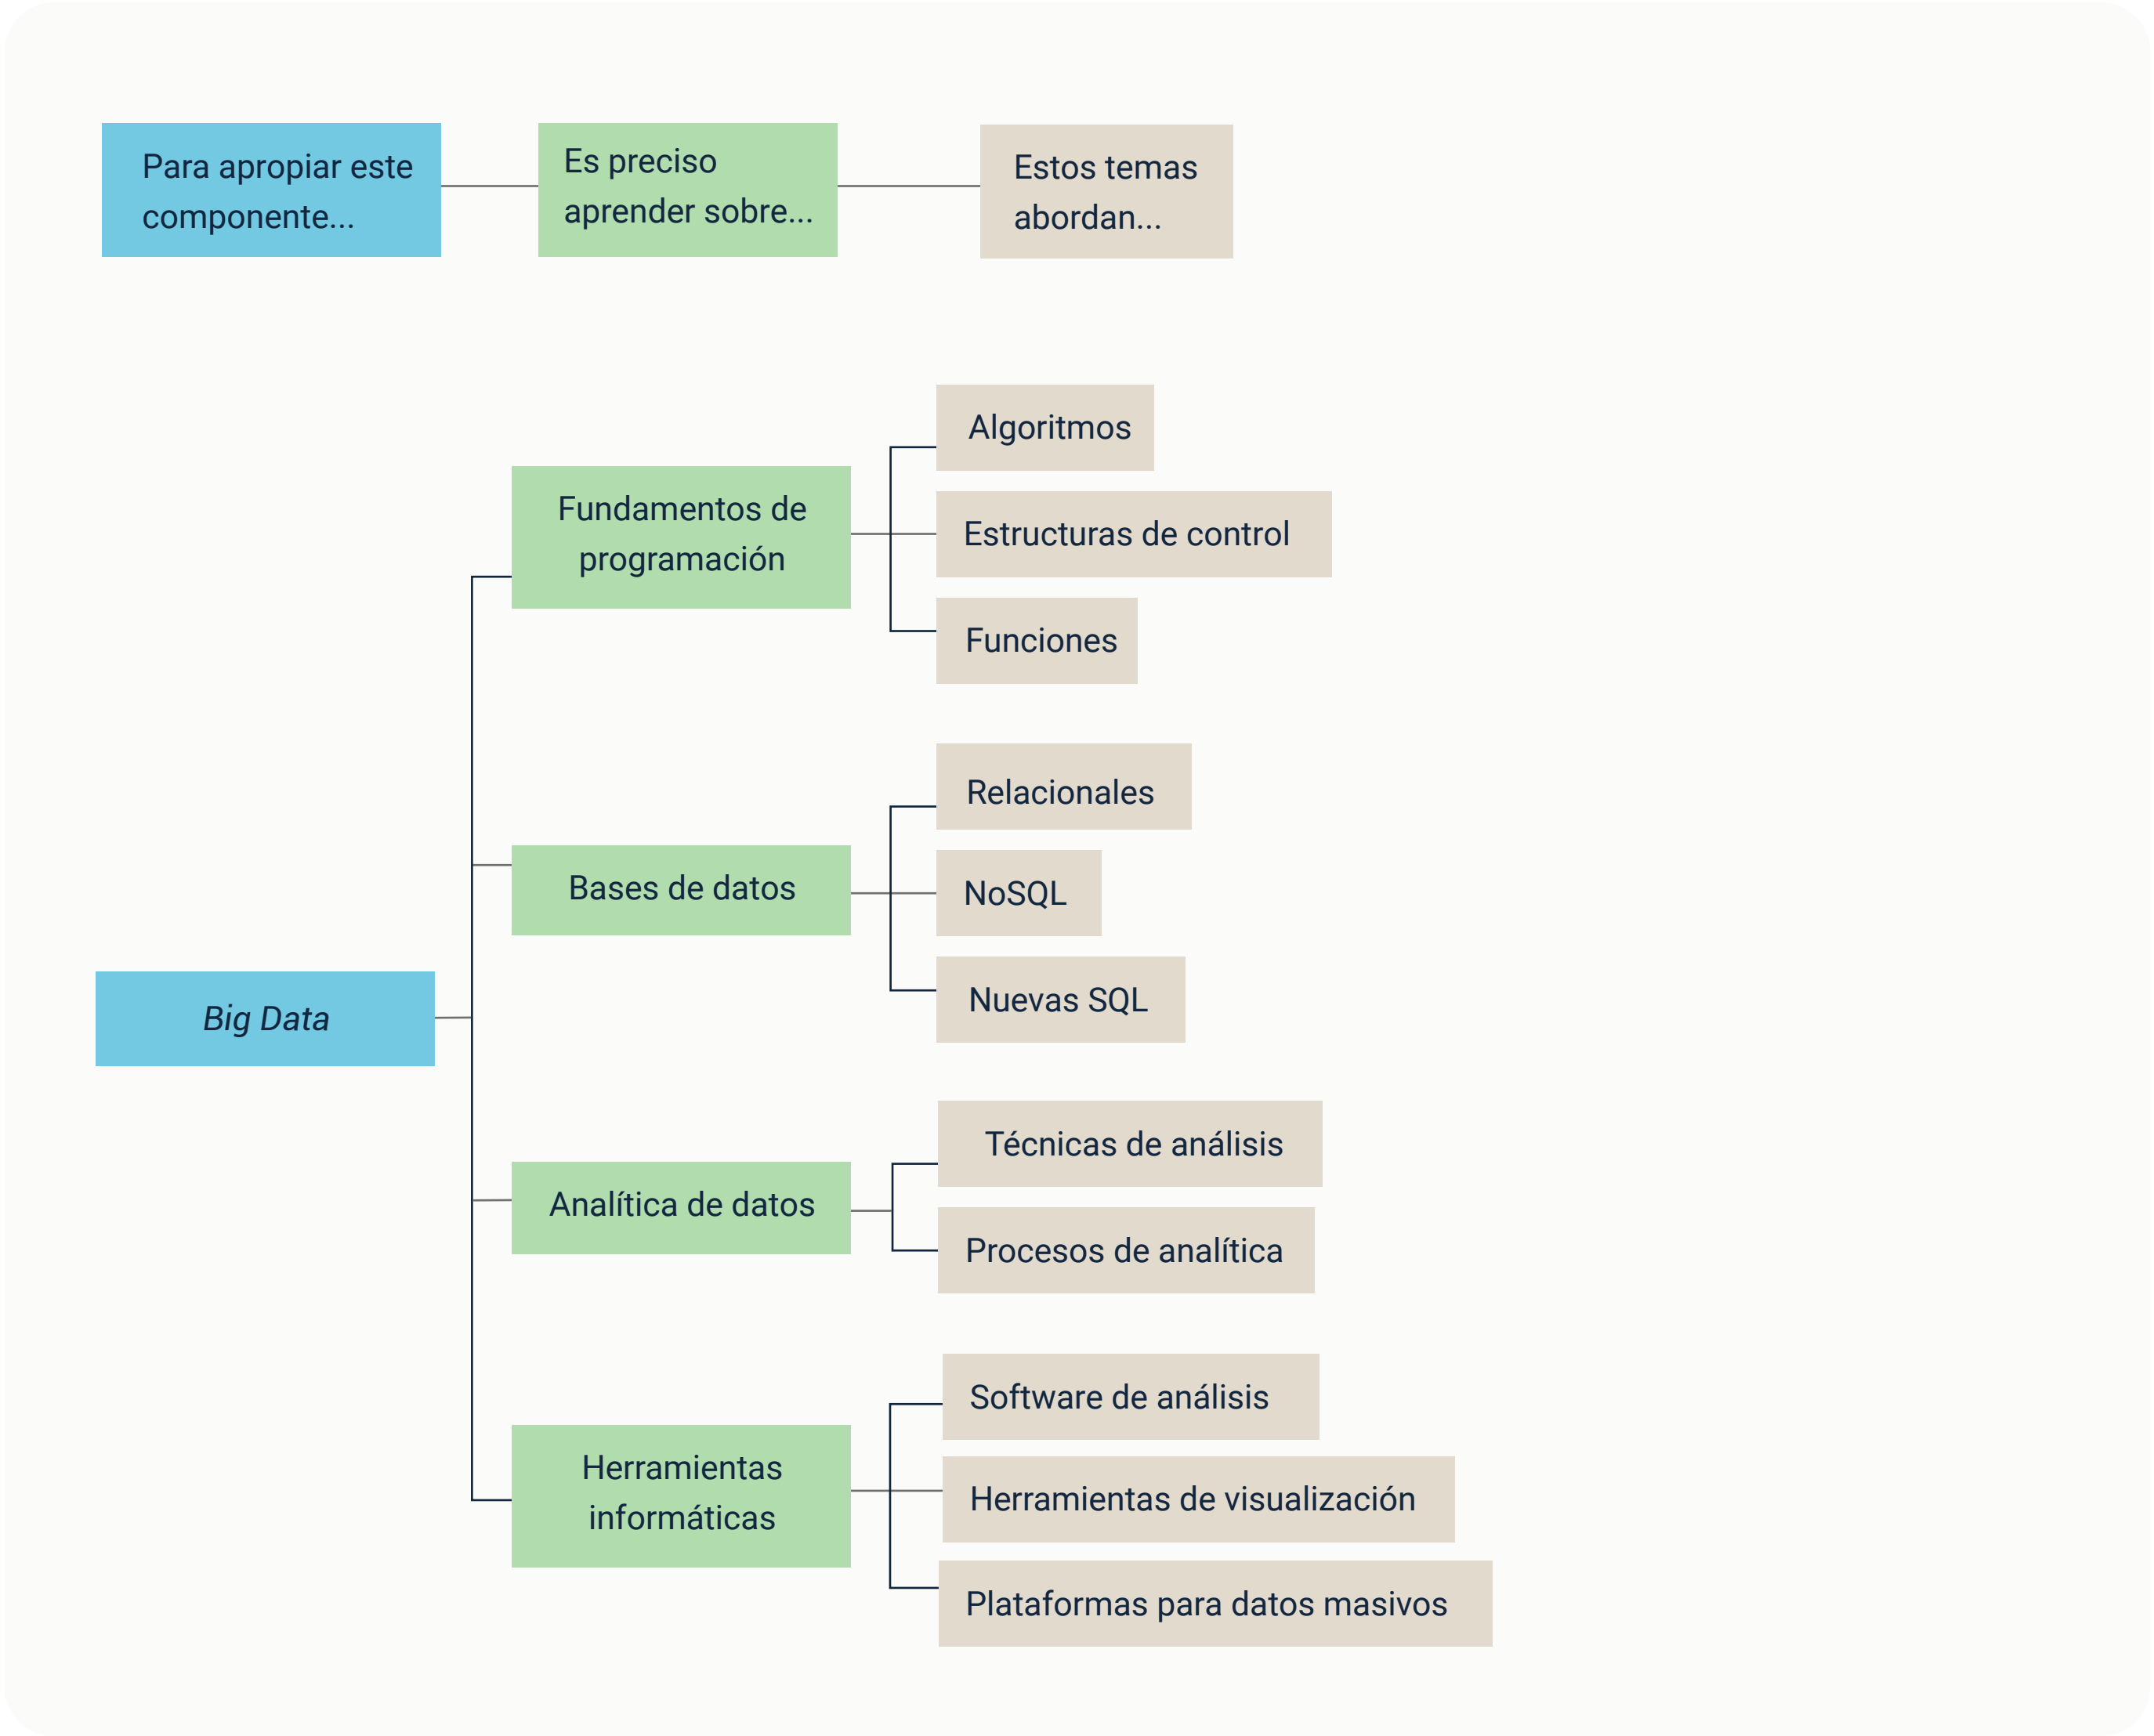 Para apropiar este
componente...
Es preciso
aprender sobre...
Estos temas
abordan...
Big Data
Fundamentos de
programación
Algoritmos
Estructuras de control
Funciones
Bases de datos
Relacionales
NoSQL
Nuevas SQL
Analítica de datos
Técnicas de análisis
Procesos de analítica
Herramientas
informáticas
Software de análisis
Herramientas de visualización
Plataformas para datos masivos